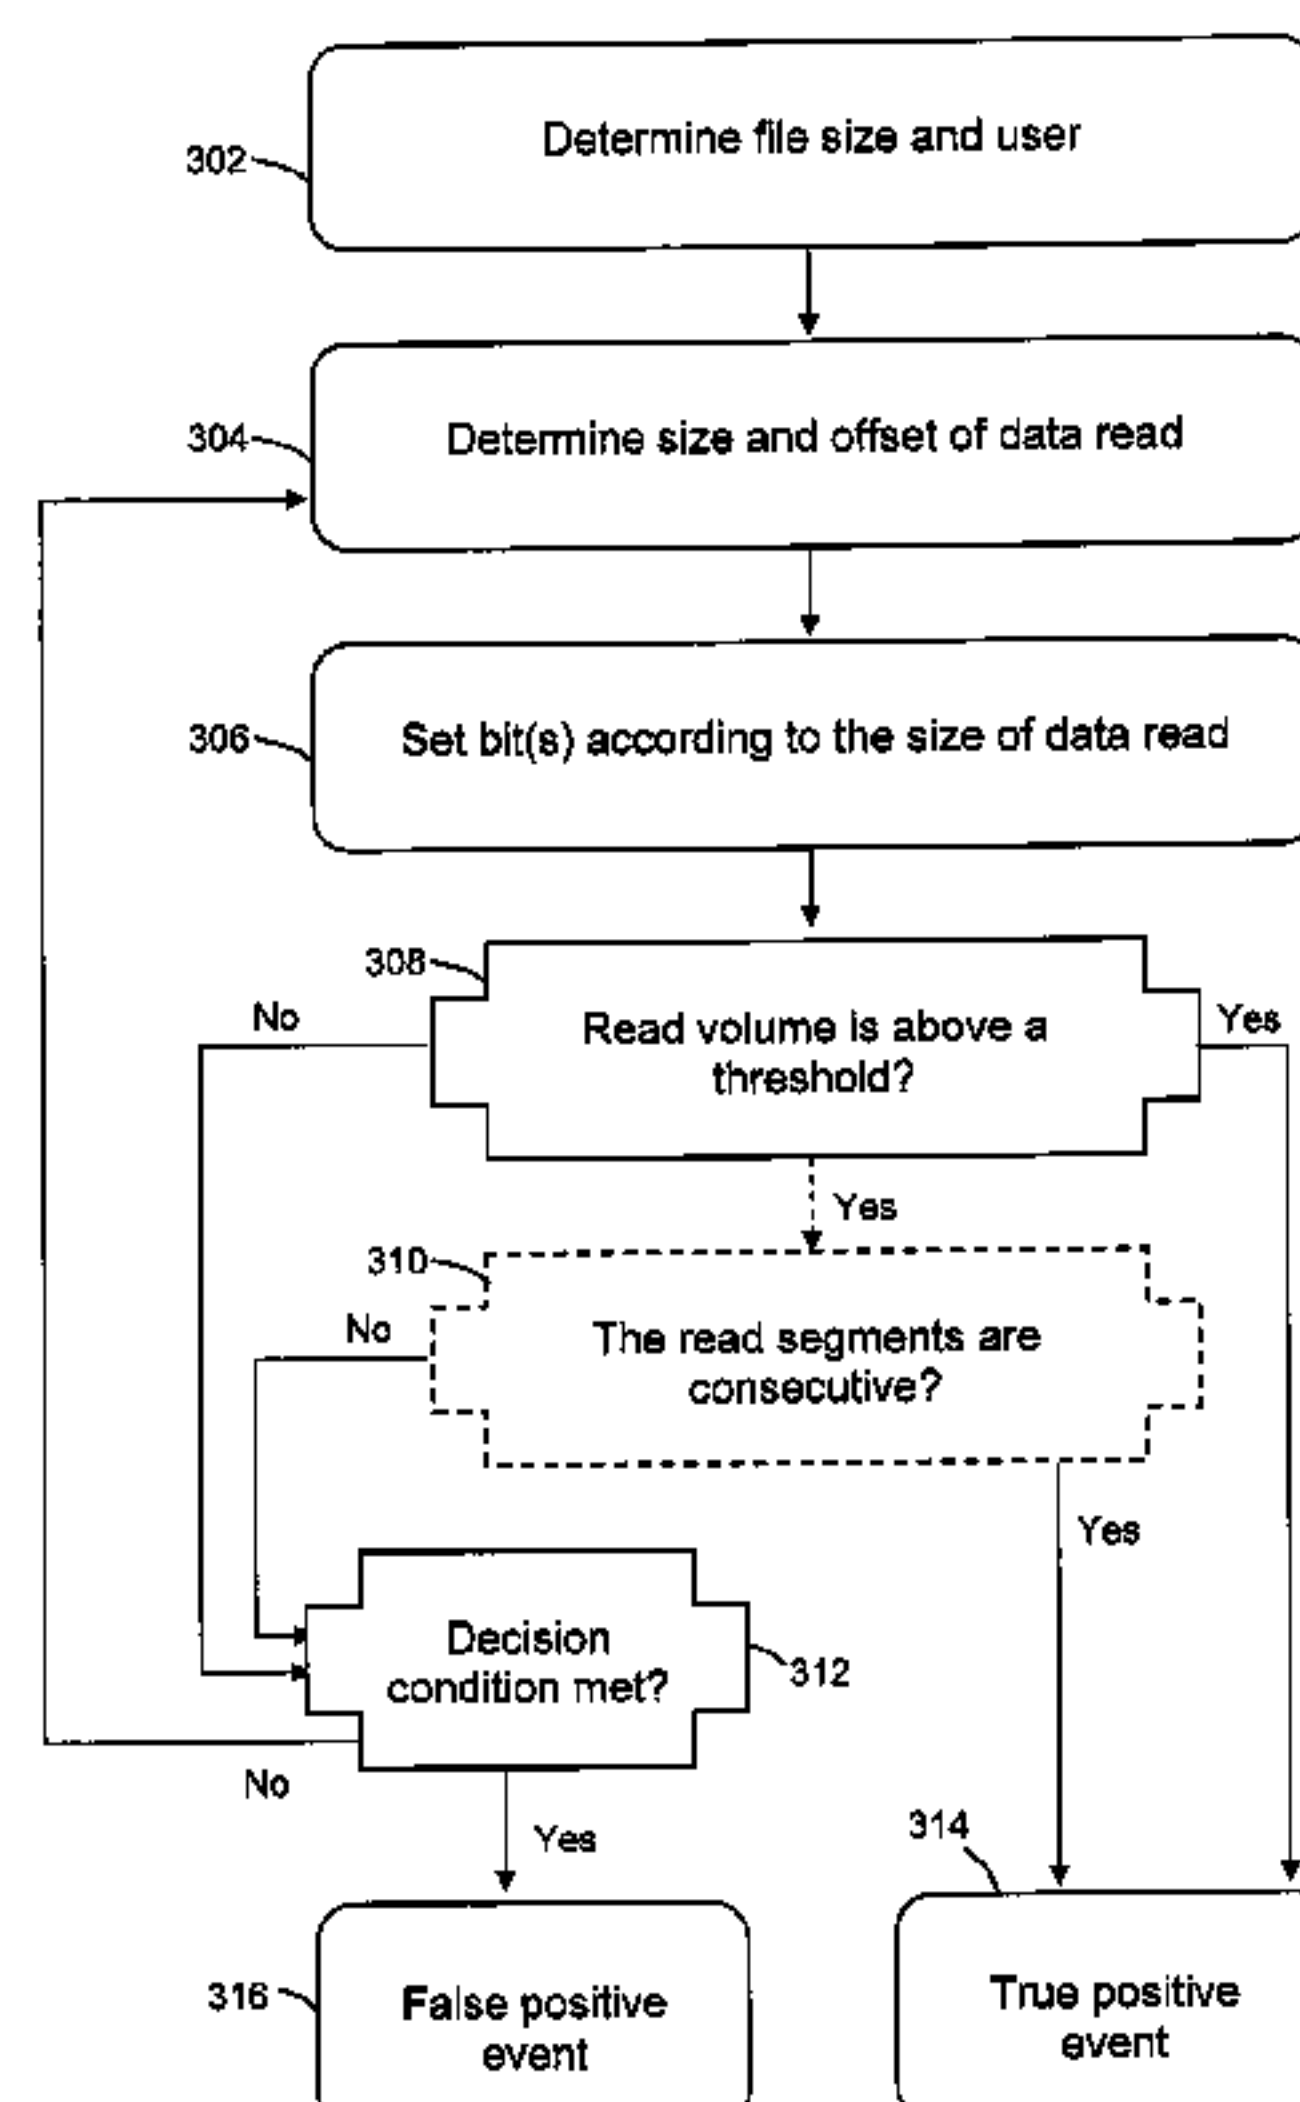 Determine file size and user
302
304
Determine size and offset of data read
306
Set bit(s) according to the size of data read
308
No
Read volume is above a
threshold?
Yes
Yes
310
No
The read segments are
consecutive?
Yes
Decision
condition met?
312
No
Yes
314
316
False positive
event
True positive
event